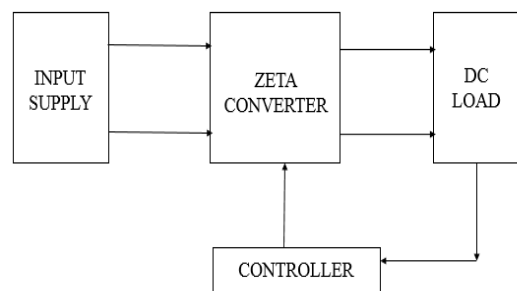 INPUT
SUPPLY
ZETA
CONVERTER
DC
LOAD
CONTROLLER